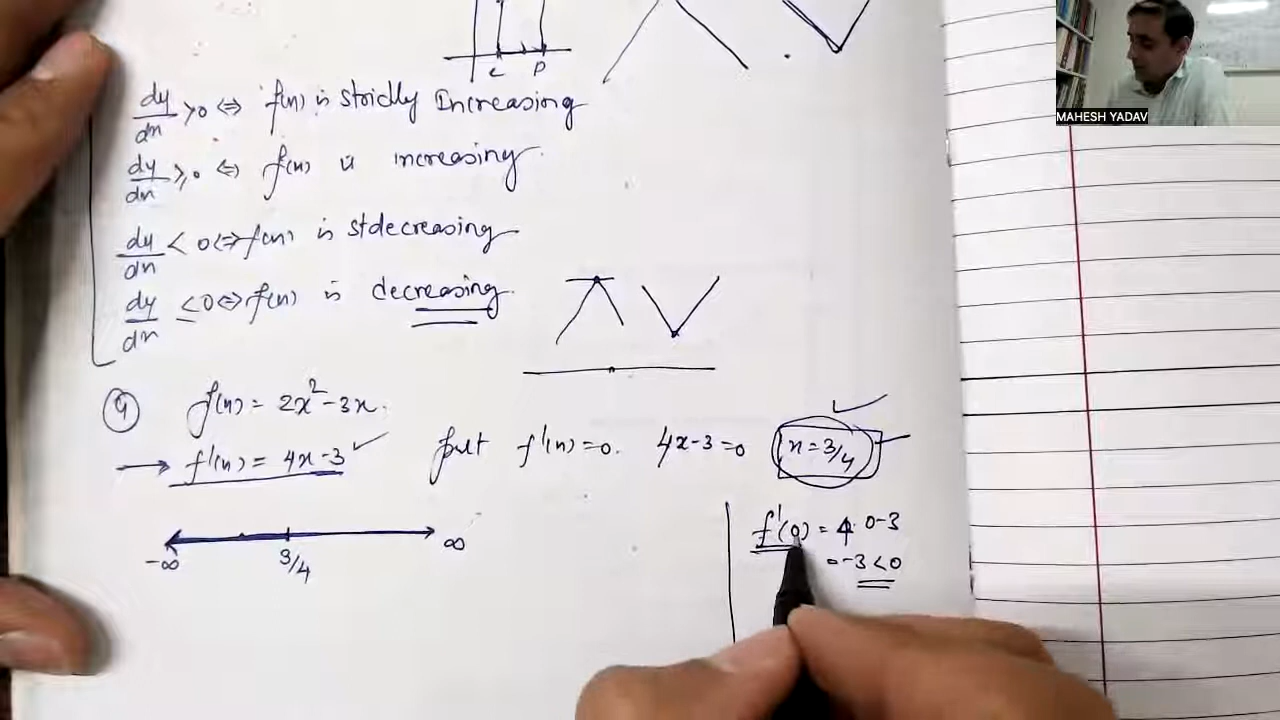 MAHESH YADAV
c p
dy/dx >0 ⇔ f(x) is strictly Increasing
dy/dx ≥0 ⇔ f(x) is increasing
dy/dx < 0 ⇔ f(x) is st decreasing
dy/dx ≤0 ⇔ f(x) is decreasing.
9 f(x) = 2x²-3x.
→ f'(x) = 4x-3 ✓ put f'(x)=0. 4x-3=0 x=3/4 ✓
f'(0) = 4. 0-3
-∞ 3/4 ∞
0-3<0